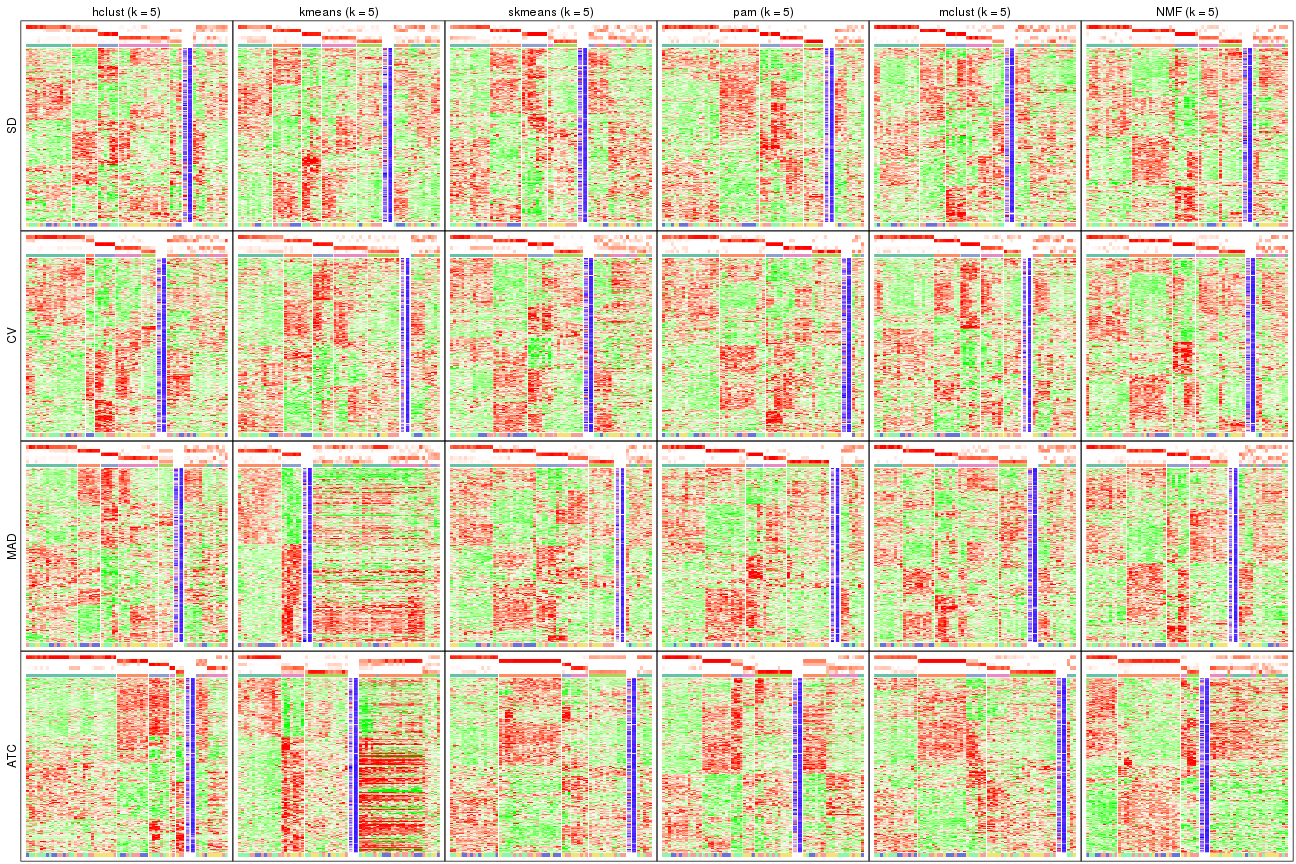 hclust (k = 5) kmeans (k = 5) skmeans (k = 5) pam (k = 5) mclust (k = 5) NMF (k = 5)
SD
CV
MAD
ATC